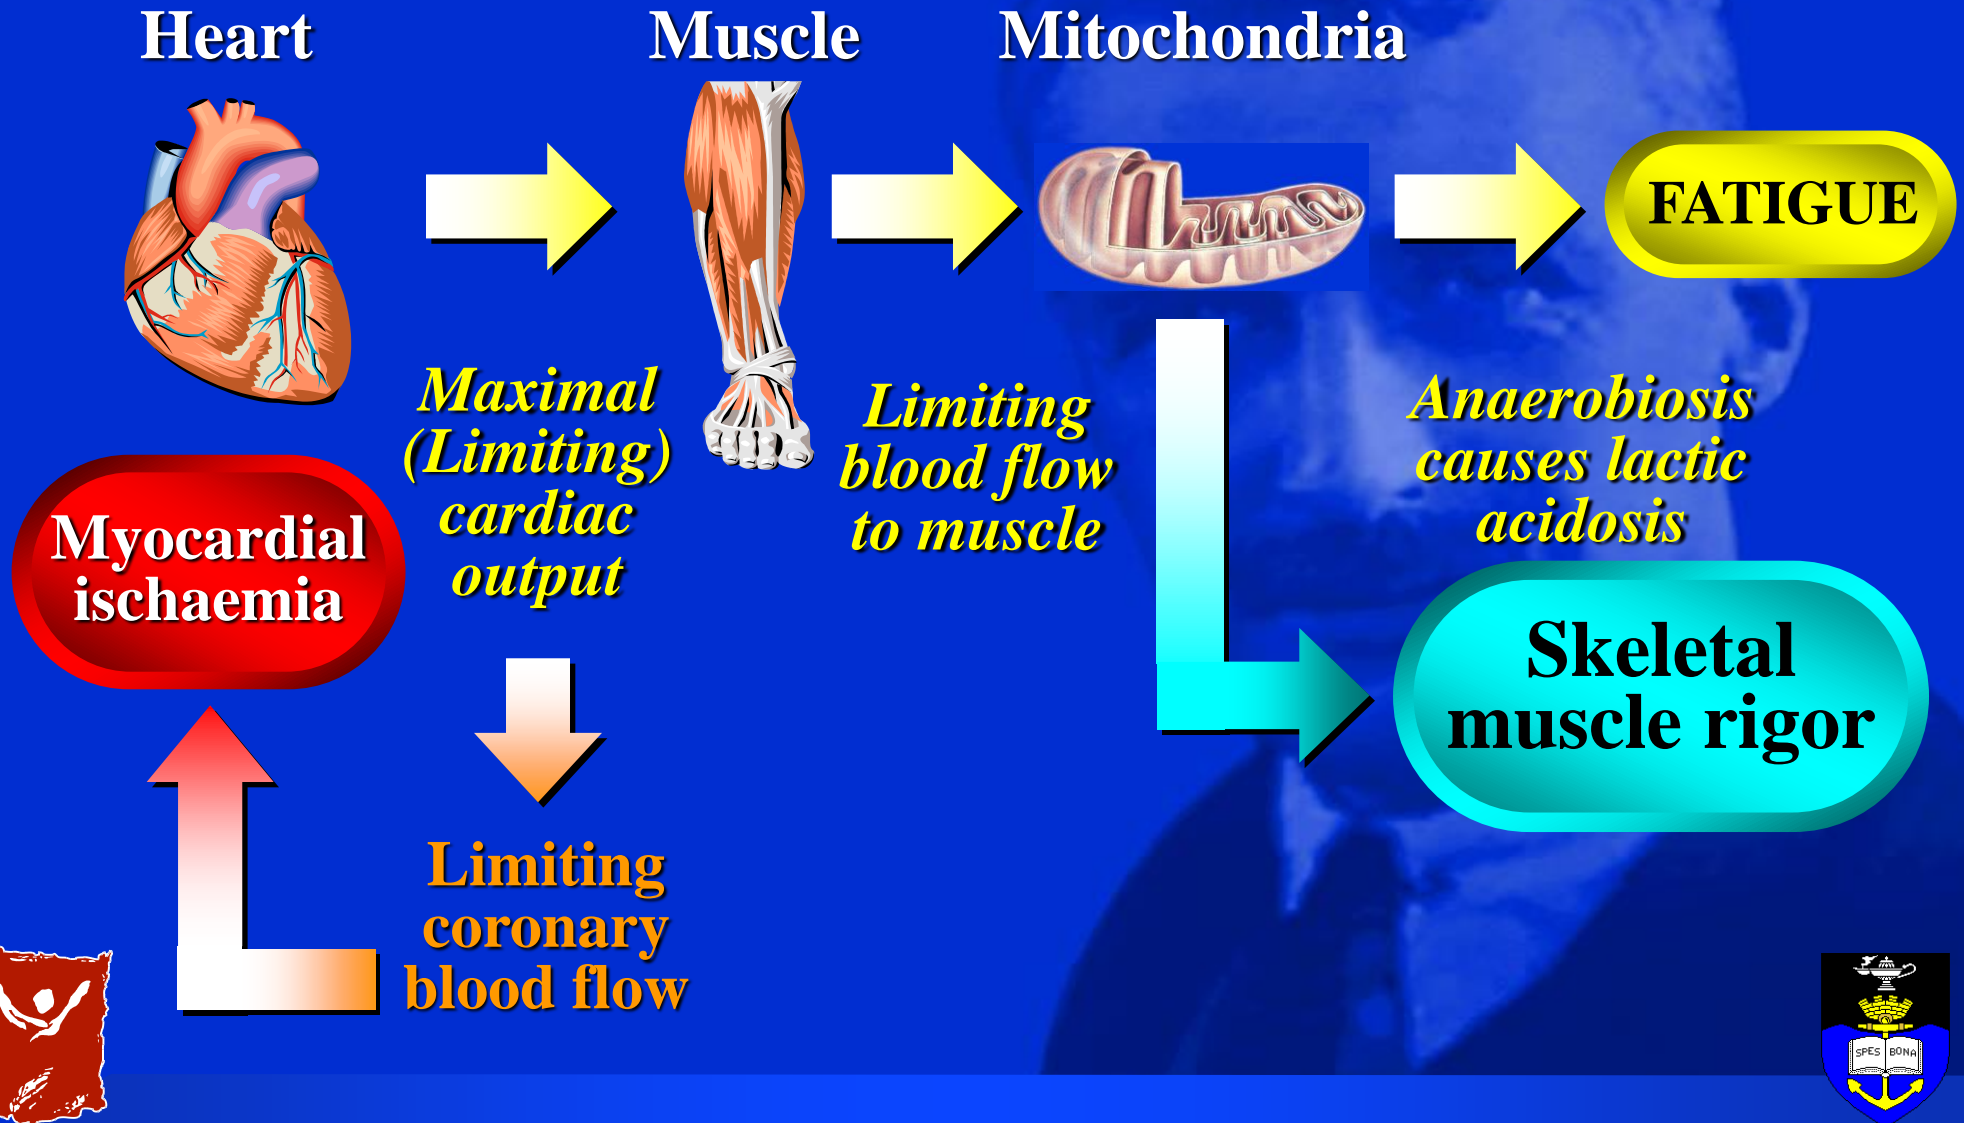 Heart
Muscle
Mitochondria
FATIGUE
Maximal
(Limiting)
cardiac
output
Limiting
blood flow
to muscle
Anaerobiosis
causes lactic
acidosis
Myocardial
ischaemia
Skeletal
muscle rigor
Limiting
coronary
blood flow
SPES BONA